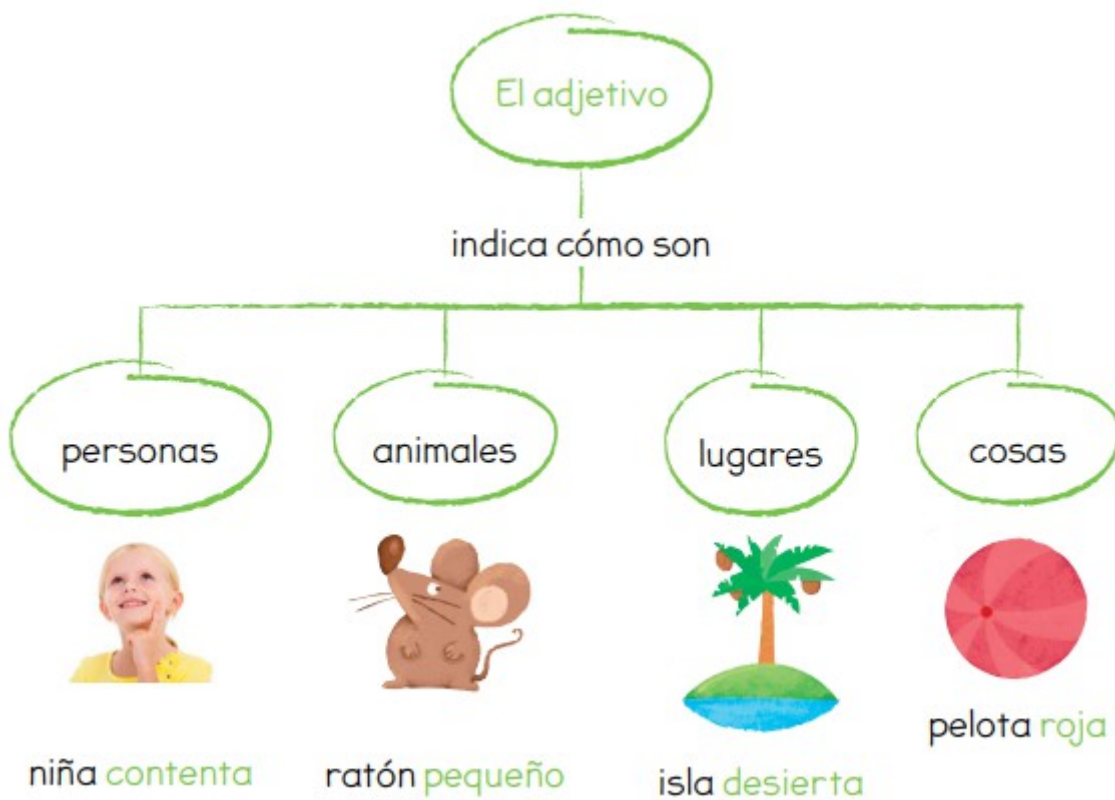 El adjetivo
indica cómo son
personas
animales
lugares
cosas
niña contenta
ratón pequeño
isla desierta
pelota roja